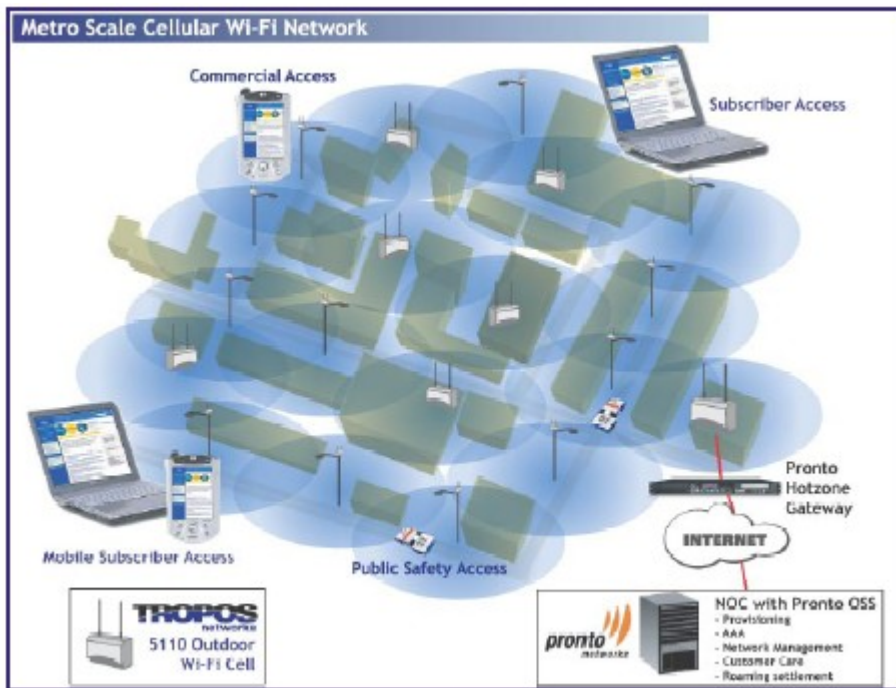 Metro Scale Cellular Wi-Fi Network
Commercial Access
Subscriber Access
Mobile Subscriber Access
Public Safety Access
Pronto
Hotzone
Gateway
INTERNET
TROPOS
networks
5110 Outdoor
Wi-Fi Cell
pronto
networks
NOC with Pronto OSS
- Provisioning
- AAA
- Network Management
- Customer Care
- Roaming settlement